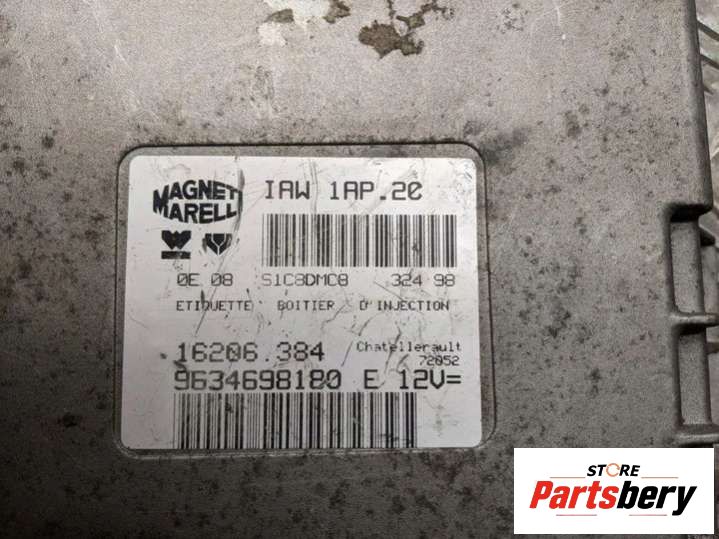 MAGNETI
MARELLI
IAW 1AP.20
0E 08 S1C8DMC8 324 98
ETIQUETTE BOITIER D'INJECTION
16206.384 Chatellerault
72052
9634698180 E 12V=
STORE
Partsbery